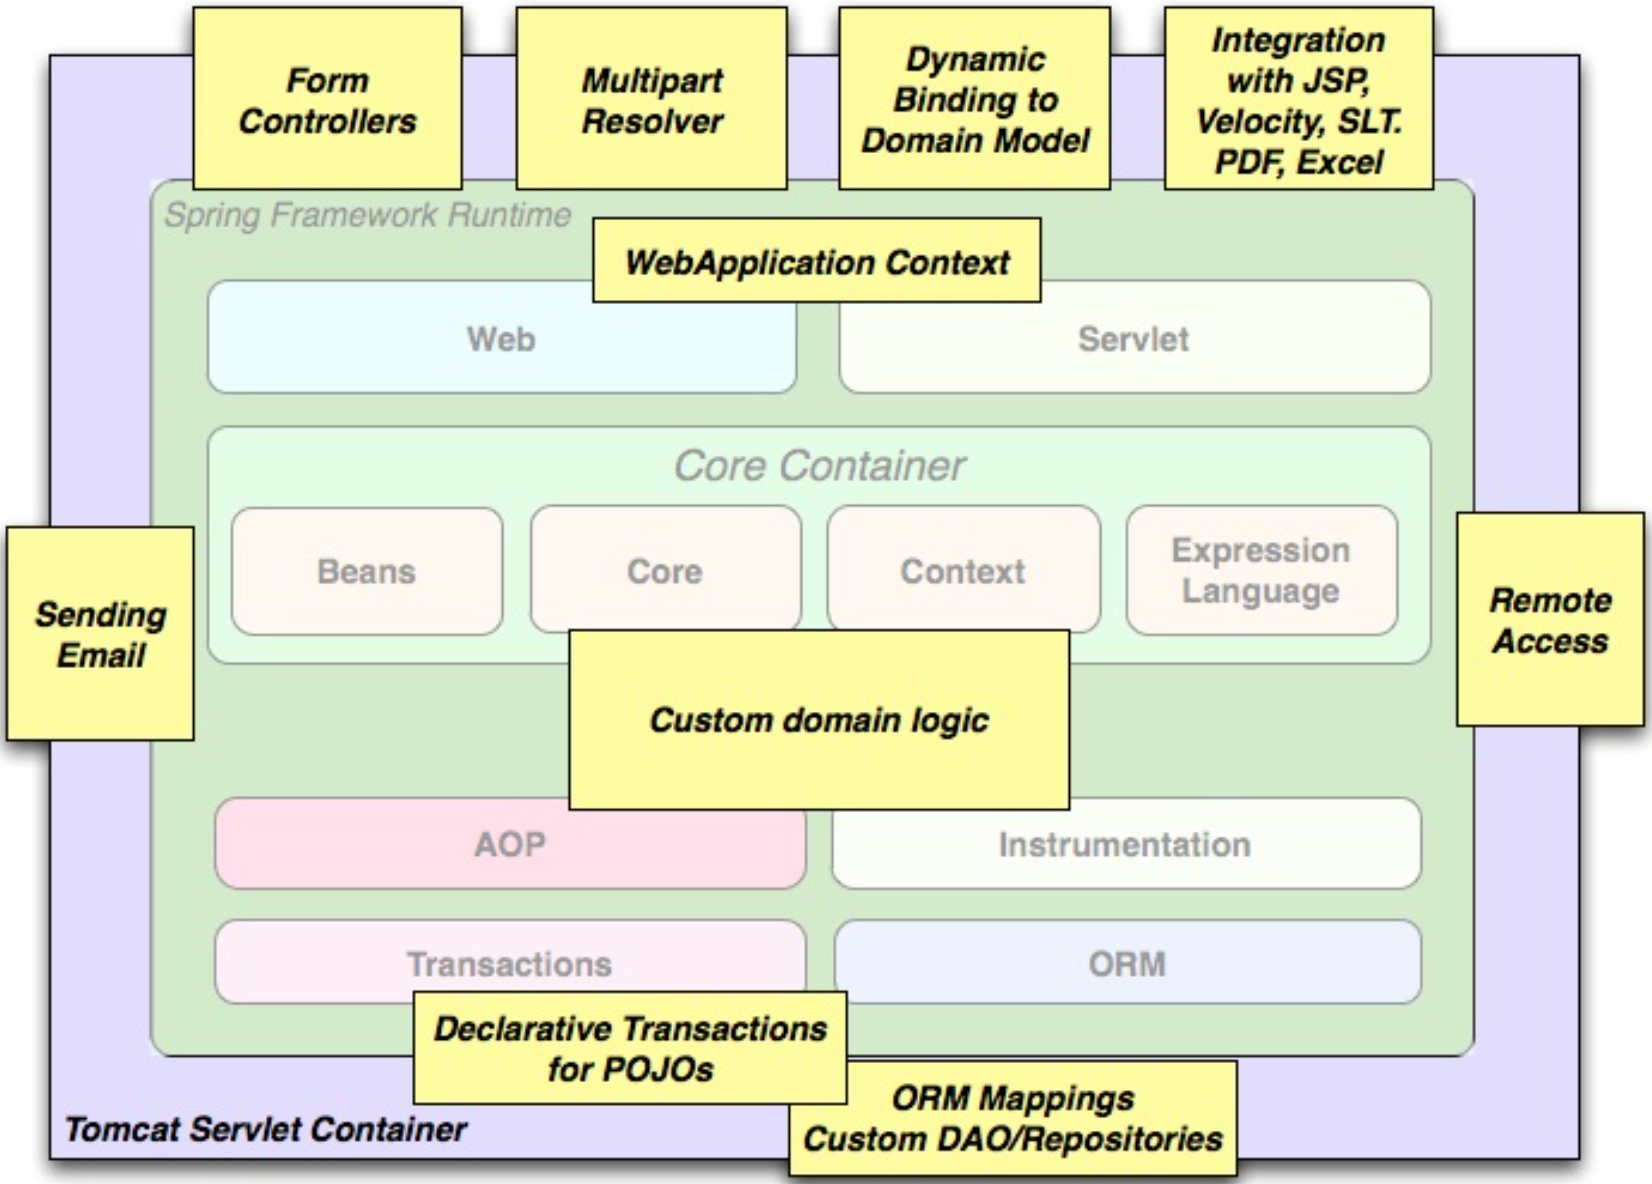 Form
Controllers
Multipart
Resolver
Dynamic
Binding to
Domain Model
Integration
with JSP,
Velocity, SLT.
PDF, Excel
Spring Framework Runtime
WebApplication Context
Web
Servlet
Core Container
Beans
Core
Context
Expression
Language
Sending
Email
Remote
Access
Custom domain logic
AOP
Instrumentation
Transactions
ORM
Declarative Transactions
for POJOs
ORM Mappings
Custom DAO/Repositories
Tomcat Servlet Container